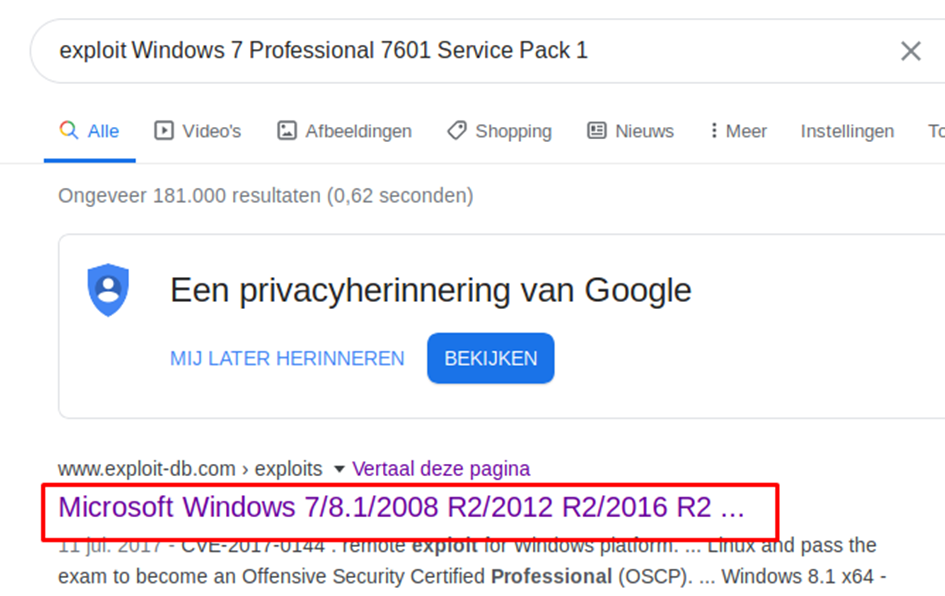 exploit Windows 7 Professional 7601 Service Pack 1
Alle Video's Afbeeldingen Shopping Nieuws Meer Instellingen To
Ongeveer 181.000 resultaten (0,62 seconden)
Een privacyherinnering van Google
MIJ LATER HERINNEREN BEKIJKEN
www.exploit-db.com › exploits Vertaal deze pagina
Microsoft Windows 7/8.1/2008 R2/2012 R2/2016 R2 ...
11 jul. 2017 - CVE-2017-0144 . remote exploit for Windows platform. ... Linux and pass the
exam to become an Offensive Security Certified Professional (OSCP). ... Windows 8.1 x64 -